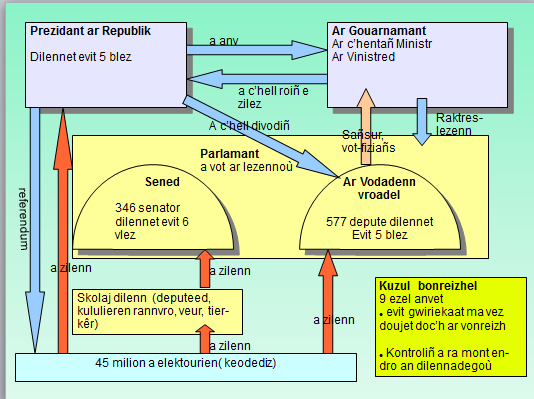 Prezidant ar Republik
Dilennet evit 5 blez
a anv
Ar Gouarnamant
Ar c'hentañ Ministr
Ar Vinistred
a c'hell roiñ e
zilez
A c'hell divodiñ
Sañsur,
vot-fiziañs
Raktres-
lezenn
Parlamant
a vot ar lezennoù
Sened
346 senator
dilennet evit 6
vlez
Ar Vodadenn
vroadel
577 depute dilennet
Evit 5 blez
referendum
a zilenn
a zilenn
a zilenn
Skolaj dilenn (deputeed,
kululieren rannvro, veur, tier-
kêr)
a zilenn
45 milion a elektourien( keodediz)
Kuzul bonreizhel
9 ezel anvet
• evit gwiriekaat ma vez
doujet doc'h ar vonreizh
• Kontroliñ a ra mont en-
dro an dilennadegoù